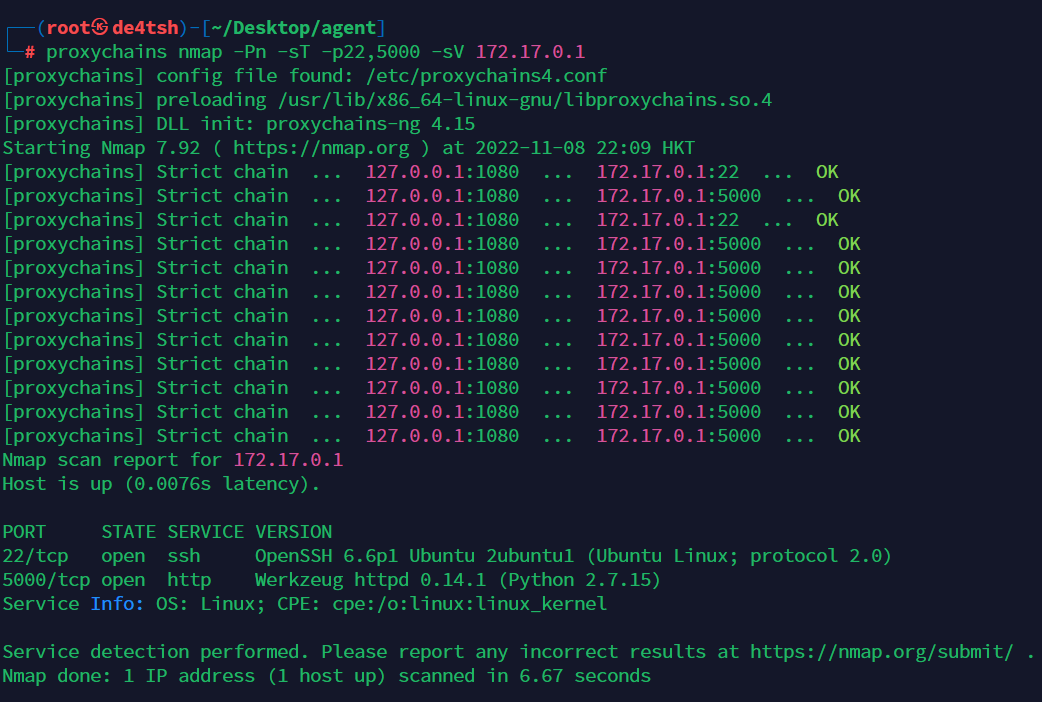 ┌──(root㉿de4tsh)-[~/Desktop/agent]
└─# proxychains nmap -Pn -sT -p22,5000 -sV 172.17.0.1
[proxychains] config file found: /etc/proxychains4.conf
[proxychains] preloading /usr/lib/x86_64-linux-gnu/libproxychains.so.4
[proxychains] DLL init: proxychains-ng 4.15
Starting Nmap 7.92 ( https://nmap.org ) at 2022-11-08 22:09 HKT
[proxychains] Strict chain  ...  127.0.0.1:1080  ...  172.17.0.1:22  ...  OK
[proxychains] Strict chain  ...  127.0.0.1:1080  ...  172.17.0.1:5000  ...  OK
[proxychains] Strict chain  ...  127.0.0.1:1080  ...  172.17.0.1:22  ...  OK
[proxychains] Strict chain  ...  127.0.0.1:1080  ...  172.17.0.1:5000  ...  OK
[proxychains] Strict chain  ...  127.0.0.1:1080  ...  172.17.0.1:5000  ...  OK
[proxychains] Strict chain  ...  127.0.0.1:1080  ...  172.17.0.1:5000  ...  OK
[proxychains] Strict chain  ...  127.0.0.1:1080  ...  172.17.0.1:5000  ...  OK
[proxychains] Strict chain  ...  127.0.0.1:1080  ...  172.17.0.1:5000  ...  OK
[proxychains] Strict chain  ...  127.0.0.1:1080  ...  172.17.0.1:5000  ...  OK
[proxychains] Strict chain  ...  127.0.0.1:1080  ...  172.17.0.1:5000  ...  OK
[proxychains] Strict chain  ...  127.0.0.1:1080  ...  172.17.0.1:5000  ...  OK
[proxychains] Strict chain  ...  127.0.0.1:1080  ...  172.17.0.1:5000  ...  OK
Nmap scan report for 172.17.0.1
Host is up (0.0076s latency).

PORT     STATE SERVICE VERSION
22/tcp   open  ssh     OpenSSH 6.6p1 Ubuntu 2ubuntu1 (Ubuntu Linux; protocol 2.0)
5000/tcp open  http    Werkzeug httpd 0.14.1 (Python 2.7.15)
Service Info: OS: Linux; CPE: cpe:/o:linux:linux_kernel

Service detection performed. Please report any incorrect results at https://nmap.org/submit/ .
Nmap done: 1 IP address (1 host up) scanned in 6.67 seconds